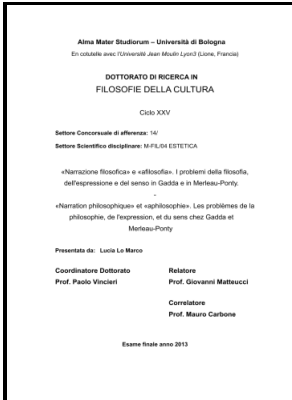 Alma Mater Studiorum – Università di Bologna
En cotutelle avec l'Université Jean Moulin Lyon3 (Lione, Francia)
DOTTORATO DI RICERCA IN
FILOSOFIE DELLA CULTURA
Ciclo XXV
Settore Concorsuale di afferenza: 14/
Settore Scientifico disciplinare: M-FIL/04 ESTETICA
«Narrazione filosofica» e «afilosofia». I problemi della filosofia,
dell'espressione e del senso in Gadda e in Merleau-Ponty.
-
«Narration philosophique» et «aphilosophie». Les problèmes de la
philosophie, de l'expression, et du sens chez Gadda et
Merleau-Ponty
Presentata da: Lucia Lo Marco
Coordinatore Dottorato Relatore
Prof. Paolo Vincieri Prof. Giovanni Matteucci
Correlatore
Prof. Mauro Carbone
Esame finale anno 2013